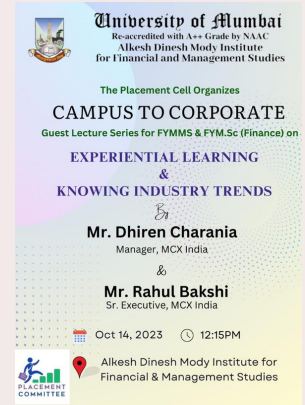 University of Mumbai
Re-accredited with A++ Grade by NAAC
Alkesh Dinesh Mody Institute
for Financial and Management Studies
The Placement Cell Organizes
CAMPUS TO CORPORATE
Guest Lecture Series for FYMMS & FYM.Sc (Finance) on
EXPERIENTIAL LEARNING
&
KNOWING INDUSTRY TRENDS
By
Mr. Dhiren Charania
Manager, MCX India
&
Mr. Rahul Bakshi
Sr. Executive, MCX India
Oct 14, 2023 12:15PM
Alkesh Dinesh Mody Institute for
Financial & Management Studies
PLACEMENT
COMMITTEE